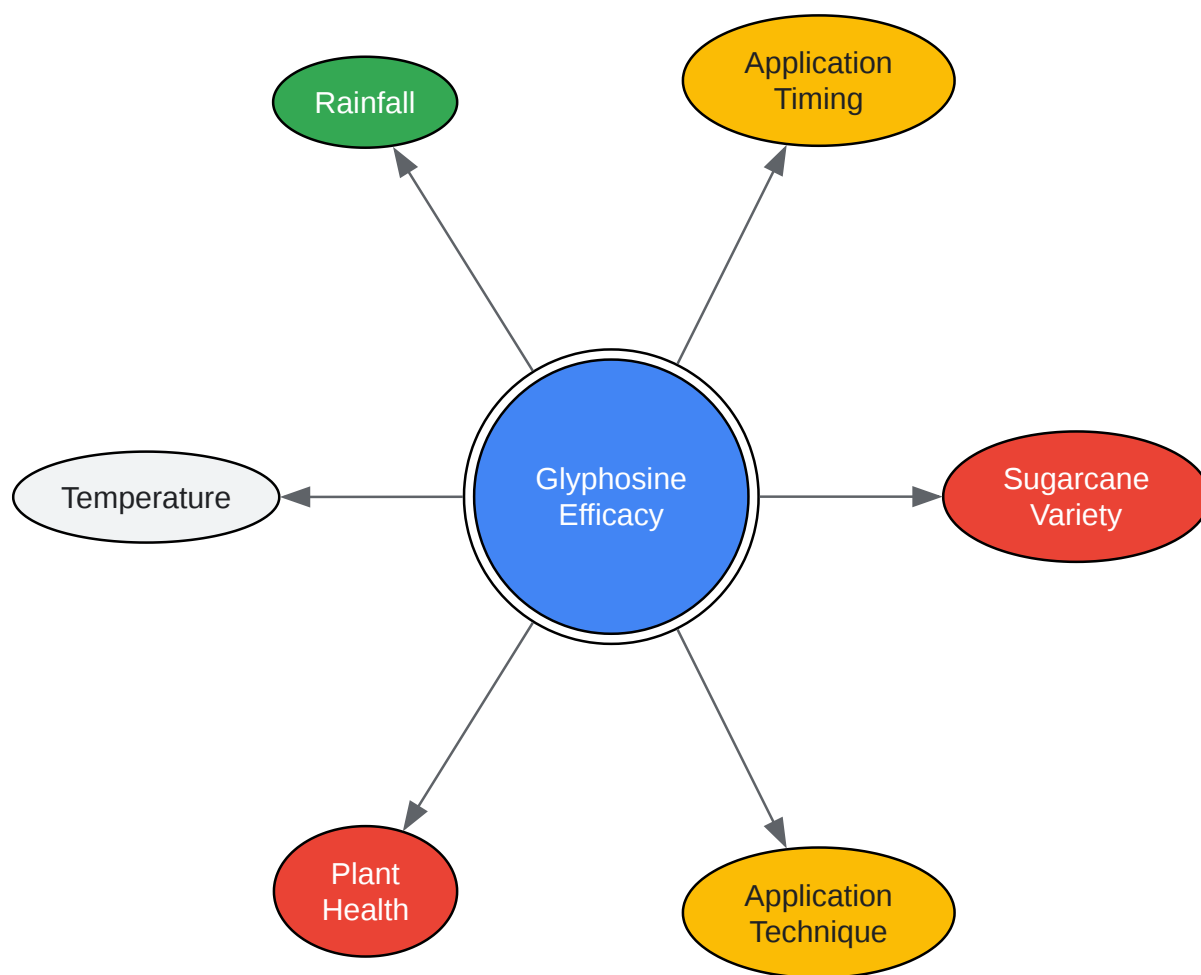 Rainfall
Application
Timing
Temperature
Glyphosine
Efficacy
Sugarcane
Variety
Plant
Health
Application
Technique